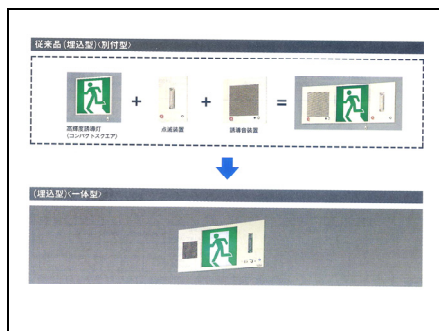 従来品(埋込型)〈別付型〉
+
+
=
高輝度誘導灯
(コンパクトスクエア)
点滅装置
誘導音装置
(埋込型)〈一体型〉